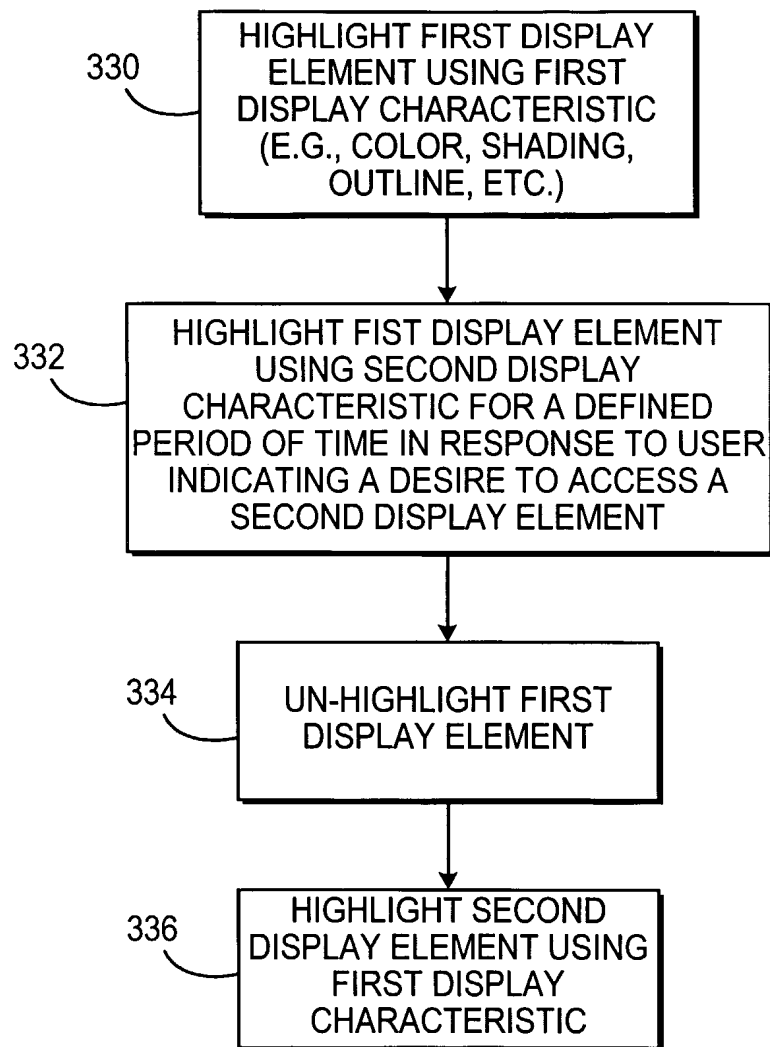 330
HIGHLIGHT FIRST DISPLAY
ELEMENT USING FIRST
DISPLAY CHARACTERISTIC
(E.G., COLOR, SHADING,
OUTLINE, ETC.)
332
HIGHLIGHT FIST DISPLAY ELEMENT
USING SECOND DISPLAY
CHARACTERISTIC FOR A DEFINED
PERIOD OF TIME IN RESPONSE TO USER
INDICATING A DESIRE TO ACCESS A
SECOND DISPLAY ELEMENT
334
UN-HIGHLIGHT FIRST
DISPLAY ELEMENT
336
HIGHLIGHT SECOND
DISPLAY ELEMENT USING
FIRST DISPLAY
CHARACTERISTIC